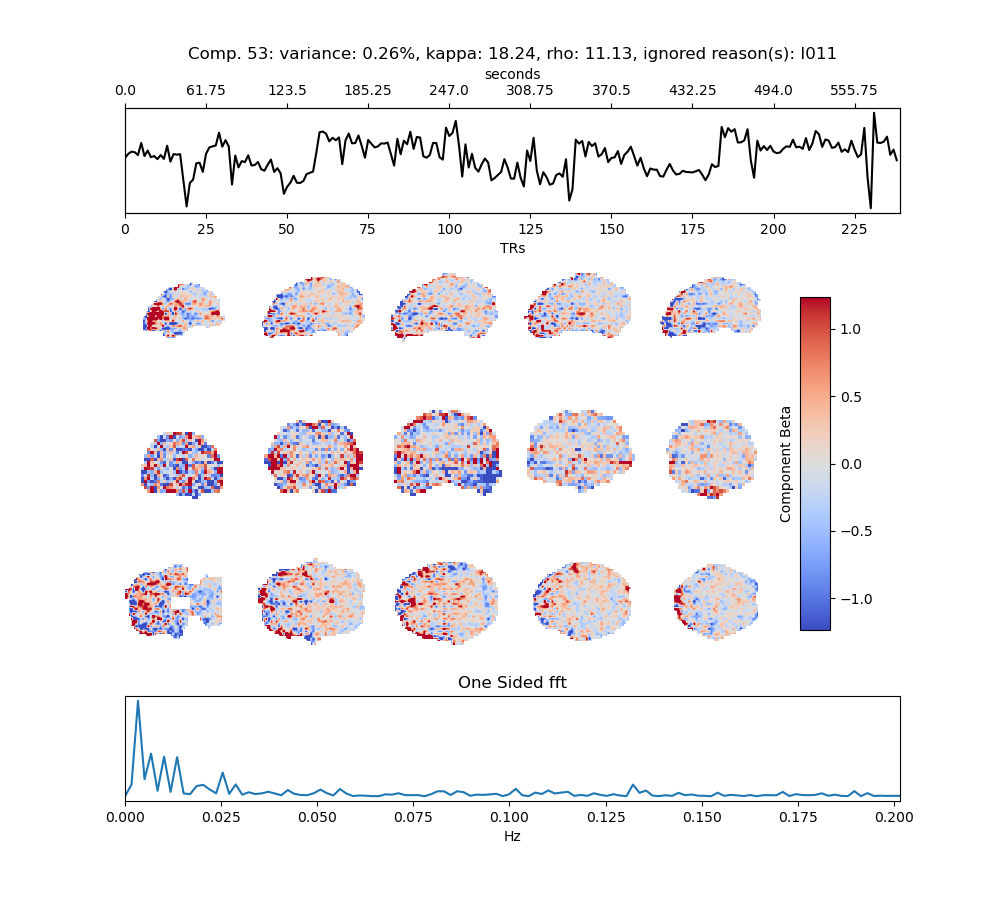 Comp. 53: variance: 0.26%, kappa: 18.24, rho: 11.13, ignored reason(s): I011
seconds
0.0 61.75 123.5 185.25 247.0 308.75 370.5 432.25 494.0 555.75
0 25 50 75 100 125 150 175 200 225
TRs
Component Beta
1.0
0.5
0.0
−0.5
−1.0
One Sided fft
0.000 0.025 0.050 0.075 0.100 0.125 0.150 0.175 0.200
Hz